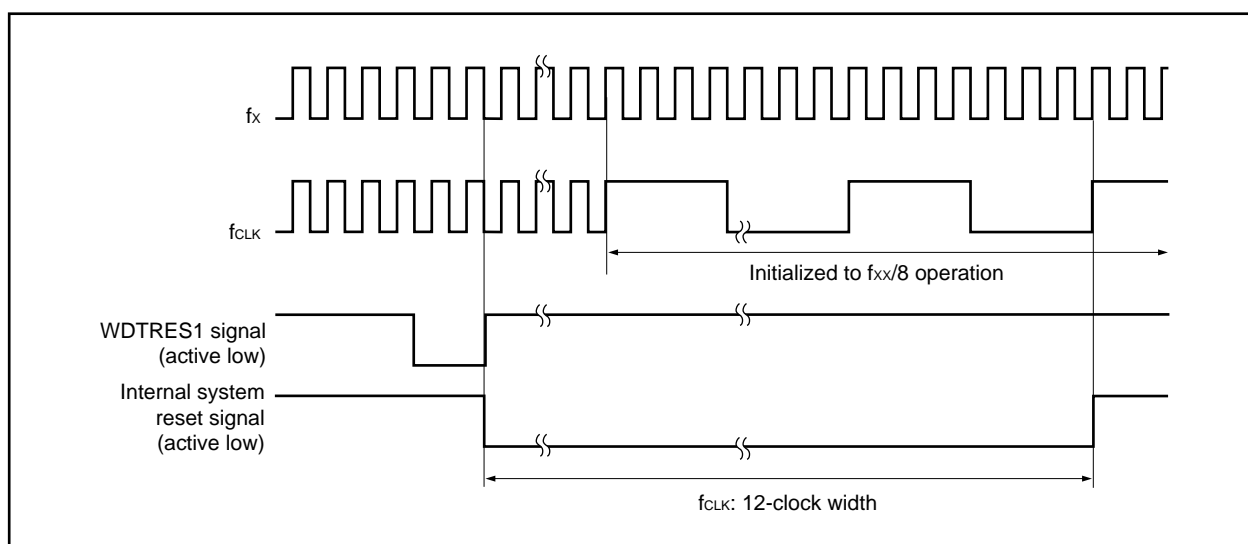 fX
fCLK
Initialized to fXX/8 operation
WDTRES1 signal
(active low)
Internal system
reset signal
(active low)
fCLK: 12-clock width